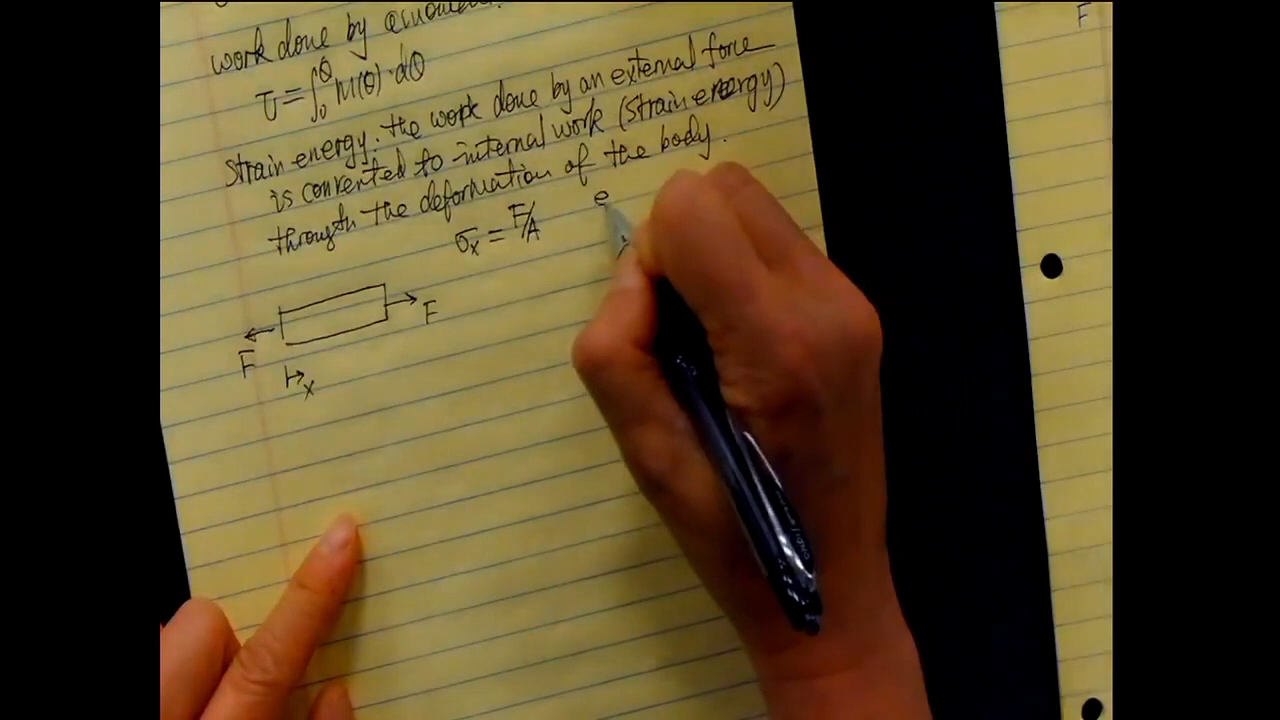 work done by a moment.
U = ∫₀^θ M(θ)·dθ
strain energy: the work done by an external force
is converted to internal work (strain energy)
through the deformation of the body.
σx = F/A e
F
F
x
F